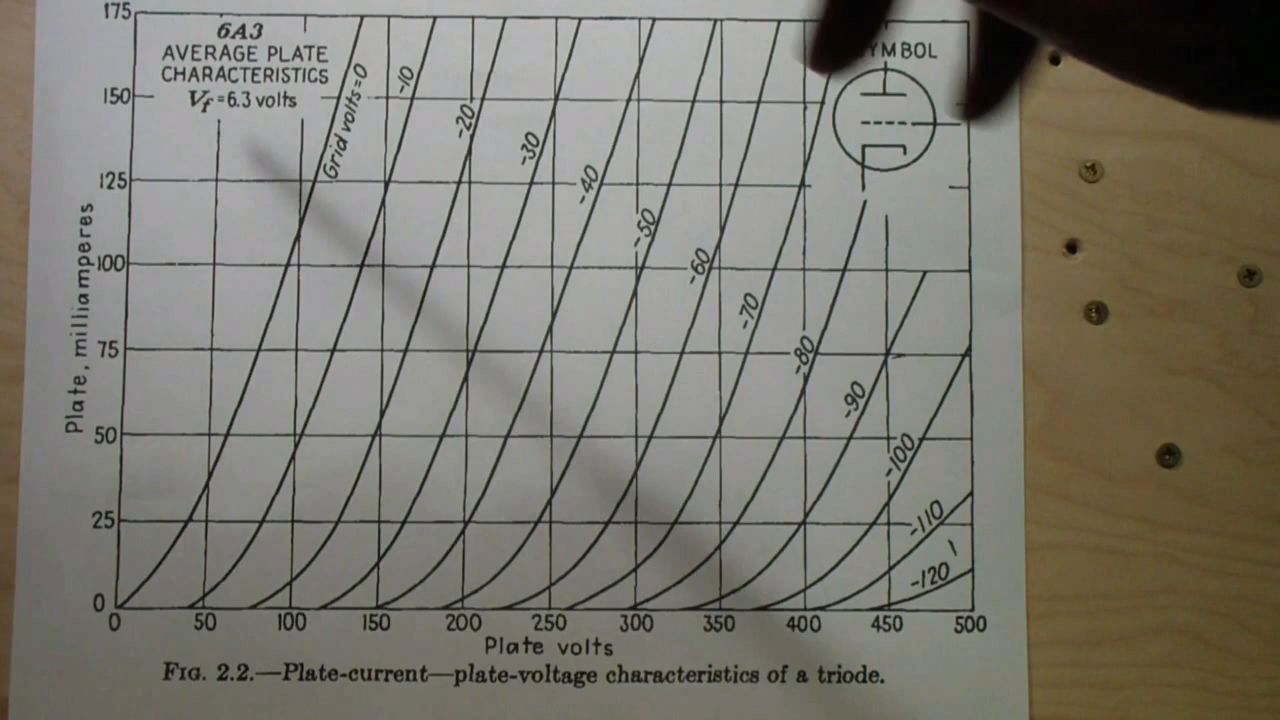 175
6A3
AVERAGE PLATE
CHARACTERISTICS
Vf = 6.3 volts
150
125
100
75
50
25
0
Plate, milliamperes
Grid volts = 0
-10
-20
-30
-40
-50
-60
-70
-80
-90
-100
-110
-120
YMBOL
0 50 100 150 200 250 300 350 400 450 500
Plate volts
FIG. 2.2.—Plate-current—plate-voltage characteristics of a triode.